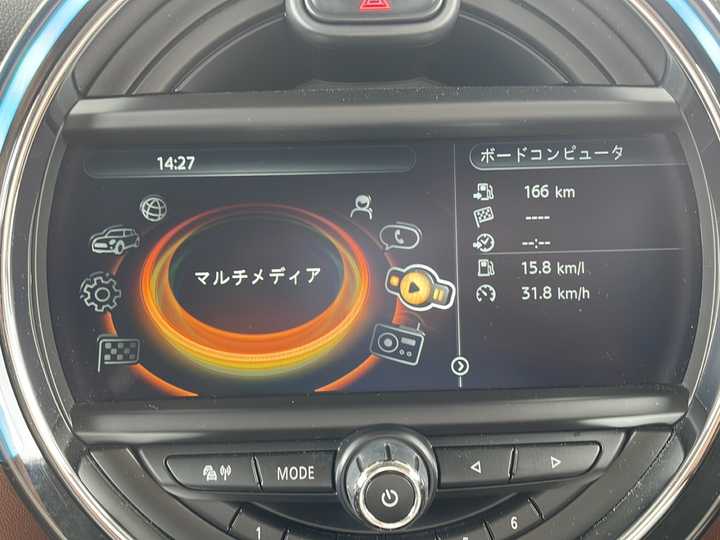 14:27
マルチメディア
ボードコンピュータ
166 km
----
--:--
15.8 km/l
31.8 km/h
MODE
1
6